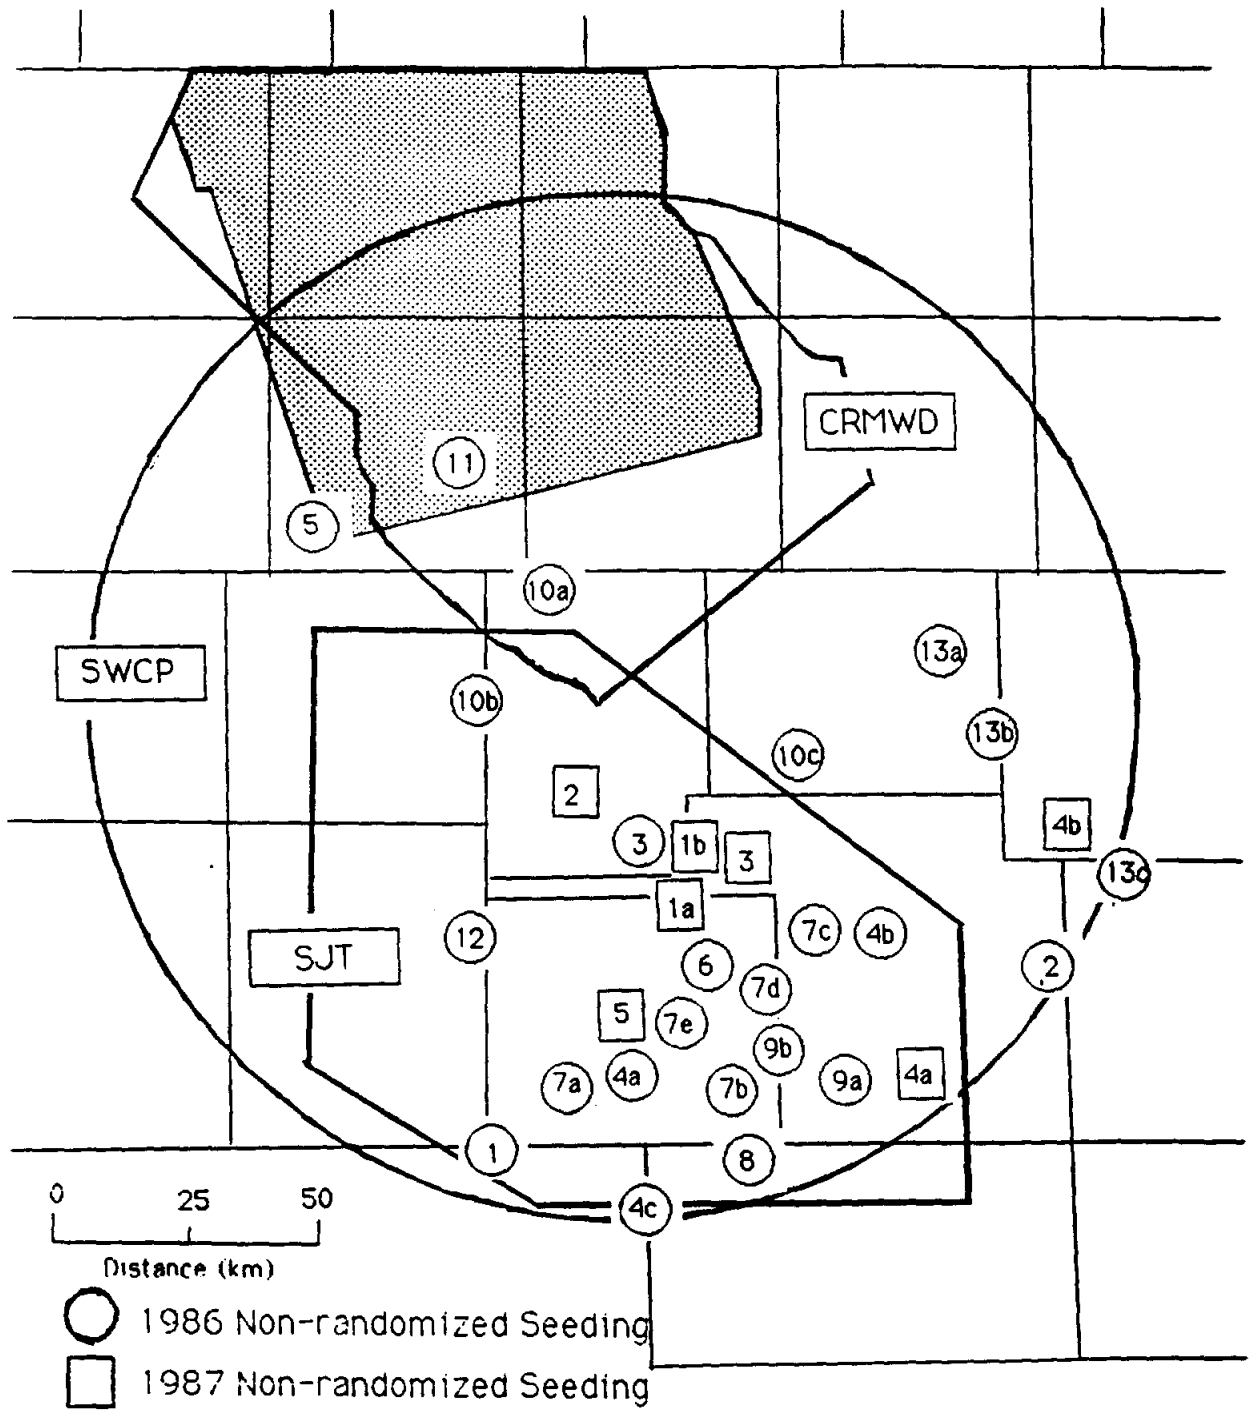 CRMWD
11
5
10a
13a
SWCP
10b
13b
10c
2
4b
3
1b
3
13c
1a
7c
4b
12
SJT
6
2
7d
5
7e
9b
7a
4a
7b
9a
4a
1
8
4c
0 25 50
Distance (km)
1986 Non-randomized Seeding
1987 Non-randomized Seeding